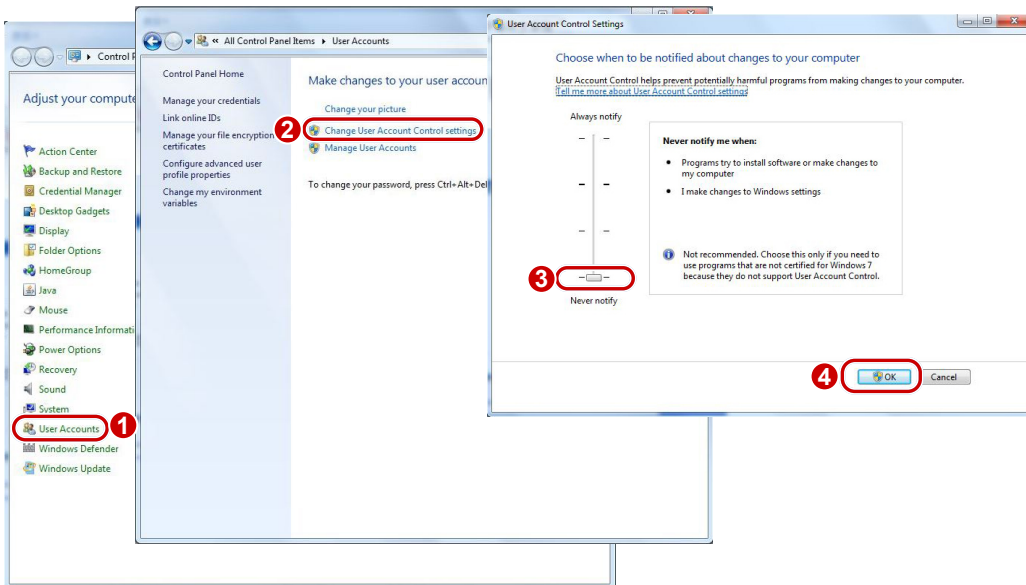 Control P
Adjust your compute
Action Center
Backup and Restore
Credential Manager
Desktop Gadgets
Display
Folder Options
HomeGroup
Java
Mouse
Performance Informati
Power Options
Recovery
Sound
System
User Accounts
1
Windows Defender
Windows Update
« All Control Panel Items User Accounts
Control Panel Home
Manage your credentials
Link online IDs
Manage your file encryption
certificates
Configure advanced user
profile properties
Change my environment
variables
Make changes to your user accoun
Change your picture
2
Change User Account Control settings
Manage User Accounts
To change your password, press Ctrl+Alt+Del
User Account Control Settings
Choose when to be notified about changes to your computer
User Account Control helps prevent potentially harmful programs from making changes to your computer.
Tell me more about User Account Control settings
Always notify
3
Never notify
Never notify me when:
• Programs try to install software or make changes to
my computer
• I make changes to Windows settings
Not recommended. Choose this only if you need to
use programs that are not certified for Windows 7
because they do not support User Account Control.
4
OK
Cancel